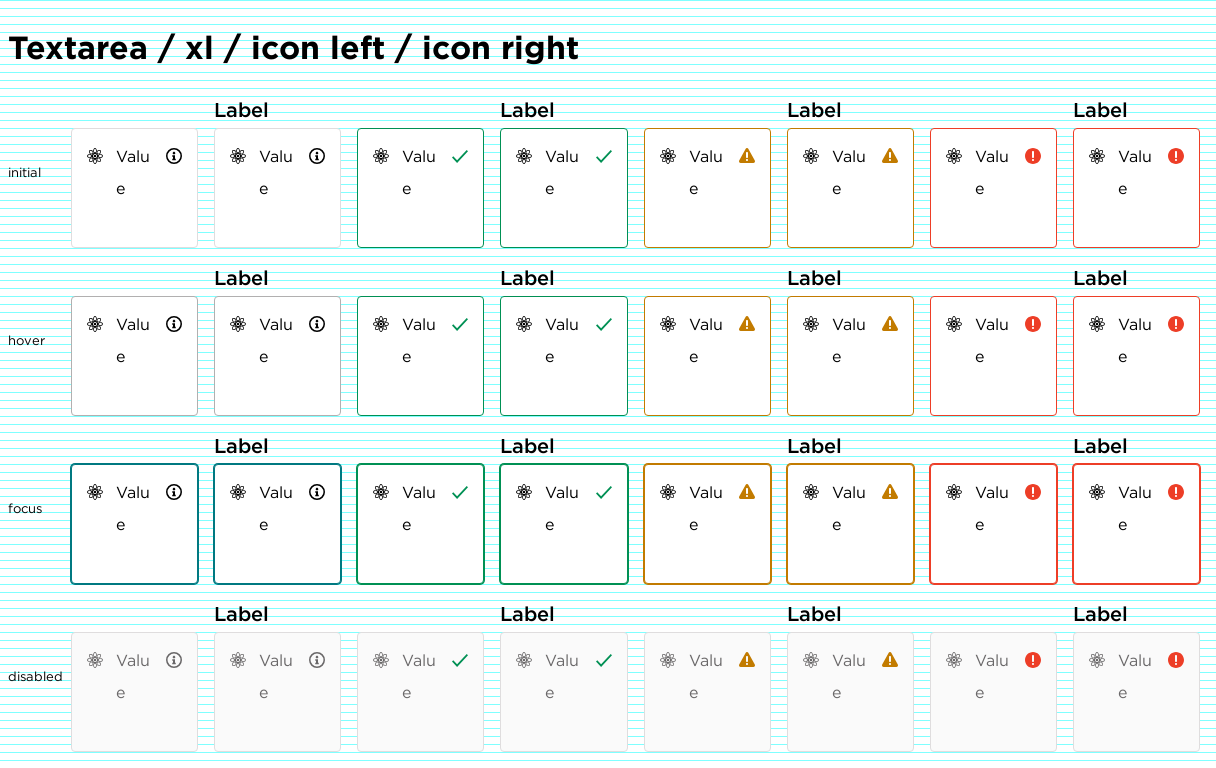 Textarea / xl / icon left / icon right
Label Label Label Label
initial Valu Valu Valu Valu Valu Valu Valu Valu
e e e e e e e e
Label Label Label Label
hover Valu Valu Valu Valu Valu Valu Valu Valu
e e e e e e e e
Label Label Label Label
focus Valu Valu Valu Valu Valu Valu Valu Valu
e e e e e e e e
Label Label Label Label
disabled Valu Valu Valu Valu Valu Valu Valu Valu
e e e e e e e e